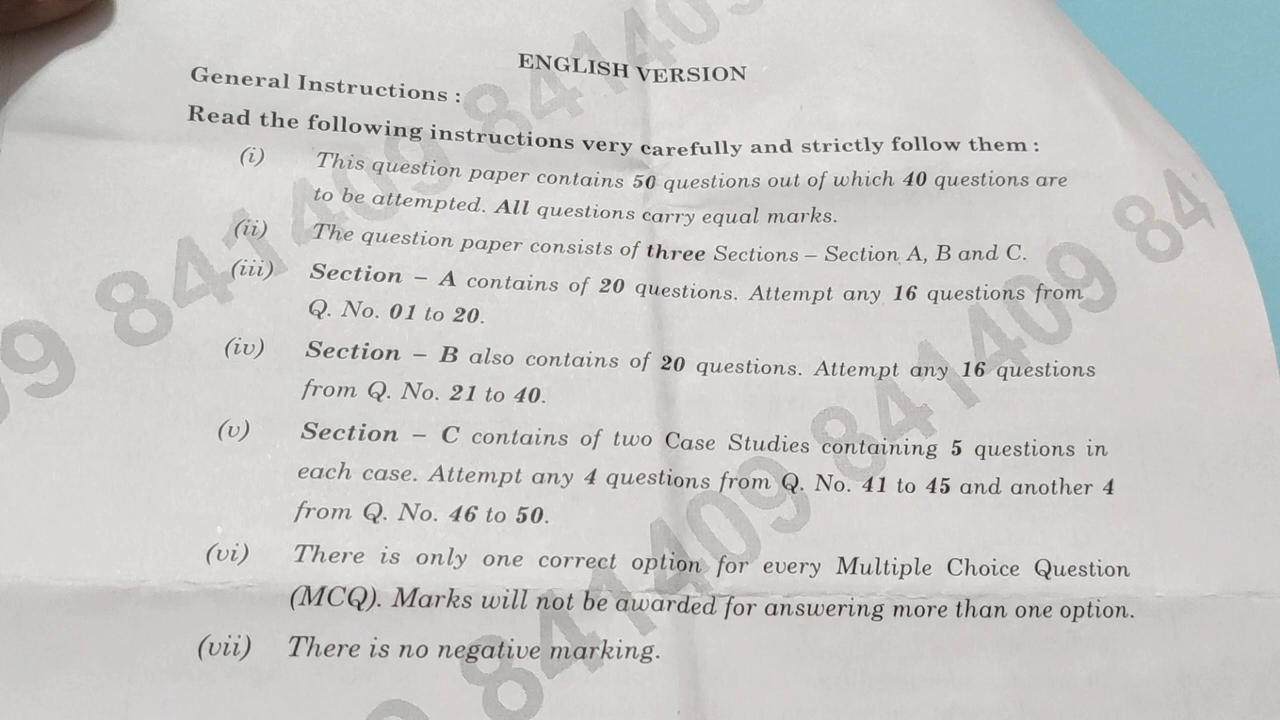 ENGLISH VERSION
General Instructions :
Read the following instructions very carefully and strictly follow them :
(i) This question paper contains 50 questions out of which 40 questions are
to be attempted. All questions carry equal marks.
(ii) The question paper consists of three Sections – Section A, B and C.
(iii) Section – A contains of 20 questions. Attempt any 16 questions from
Q. No. 01 to 20.
(iv) Section – B also contains of 20 questions. Attempt any 16 questions
from Q. No. 21 to 40.
(v) Section – C contains of two Case Studies containing 5 questions in
each case. Attempt any 4 questions from Q. No. 41 to 45 and another 4
from Q. No. 46 to 50.
(vi) There is only one correct option for every Multiple Choice Question
(MCQ). Marks will not be awarded for answering more than one option.
(vii) There is no negative marking.
09 841409 841409
841409 841409 84